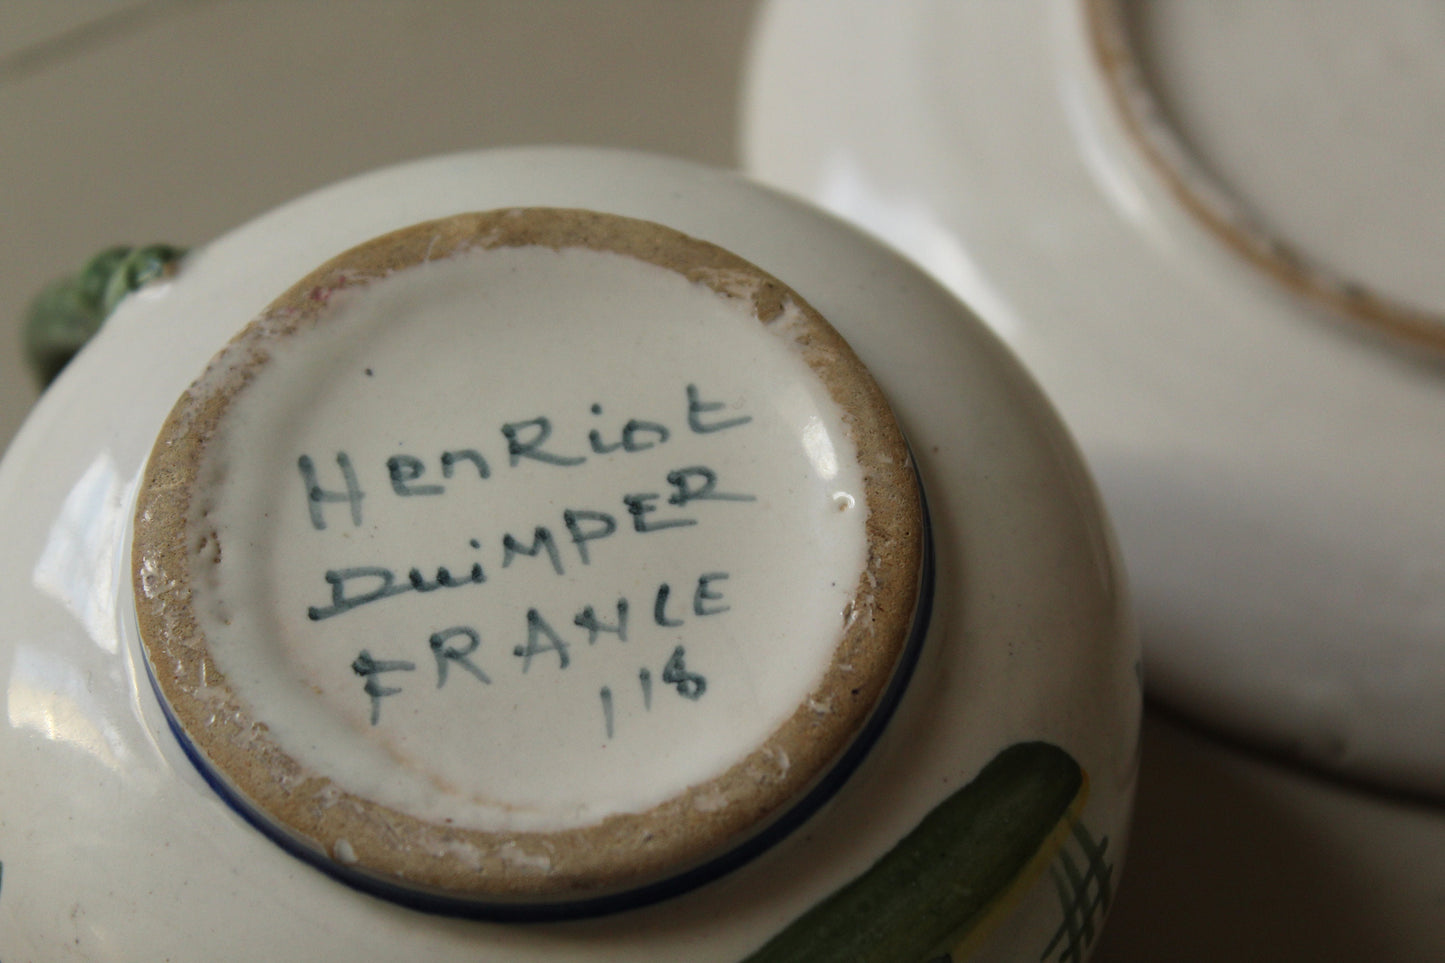 HenRiot
QuiMPER
FRANCE
118